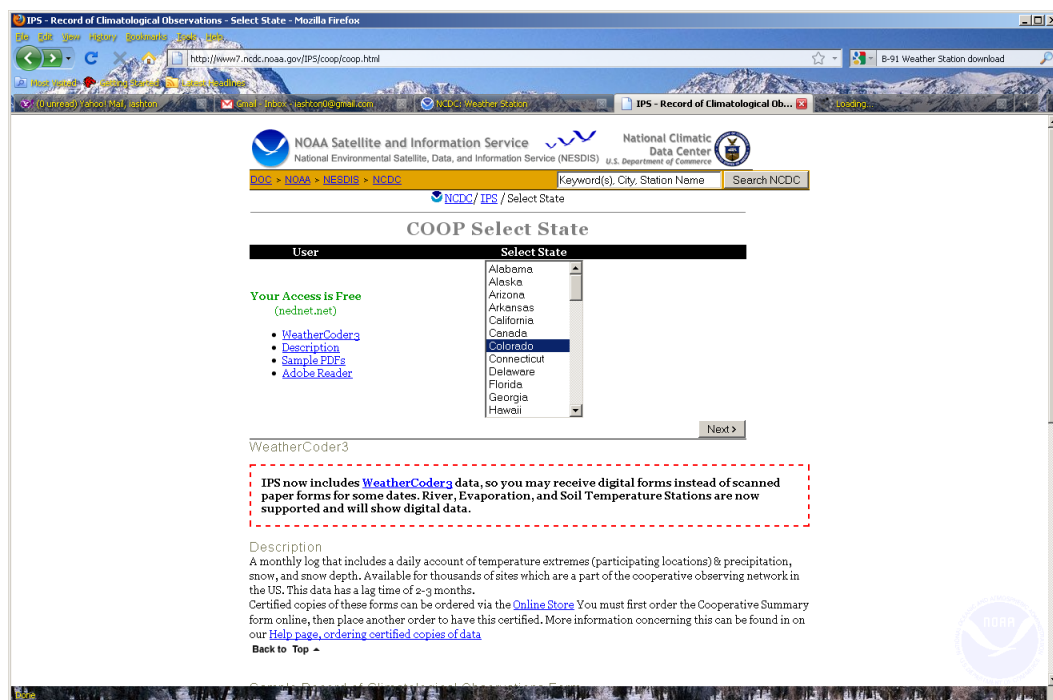 IPS - Record of Climatological Observations - Select State - Mozilla Firefox
File Edit View History Bookmarks Tools Help
http://www7.ncdc.noaa.gov/IPS/coop/coop.html
B-91 Weather Station download
Most Visited Getting Started Latest Headlines
(0 unread) Yahoo! Mail, iashton
Gmail - Inbox - iashton0@gmail.com
NCDC: Weather Station
IPS - Record of Climatological Ob...
Loading...
NOAA Satellite and Information Service
National Environmental Satellite, Data, and Information Service (NESDIS)
National Climatic
Data Center
U.S. Department of Commerce
DOC > NOAA > NESDIS > NCDC
Keyword(s), City, Station Name
Search NCDC
NCDC / IPS / Select State
COOP Select State
User
Select State
Your Access is Free
(nednet.net)
WeatherCoder3
Description
Sample PDFs
Adobe Reader
Alabama
Alaska
Arizona
Arkansas
California
Canada
Colorado
Connecticut
Delaware
Florida
Georgia
Hawaii
Next >
WeatherCoder3
IPS now includes WeatherCoder3 data, so you may receive digital forms instead of scanned
paper forms for some dates. River, Evaporation, and Soil Temperature Stations are now
supported and will show digital data.
Description
A monthly log that includes a daily account of temperature extremes (participating locations) & precipitation,
snow, and snow depth. Available for thousands of sites which are a part of the cooperative observing network in
the US. This data has a lag time of 2-3 months.
Certified copies of these forms can be ordered via the Online Store You must first order the Cooperative Summary
form online, then place another order to have this certified. More information concerning this can be found in on
our Help page, ordering certified copies of data
Back to Top
NOAA
Sample Record of Climatological Observations Form
Done